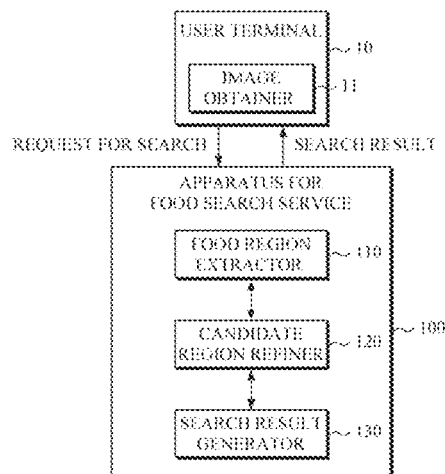 USER TERMINAL
10
IMAGE
OBTAINER
11
REQUEST FOR SEARCH
SEARCH RESULT
APPARATUS FOR
FOOD SEARCH SERVICE
FOOD REGION
EXTRACTOR
110
CANDIDATE
REGION REFINER
120
100
SEARCH RESULT
GENERATOR
130